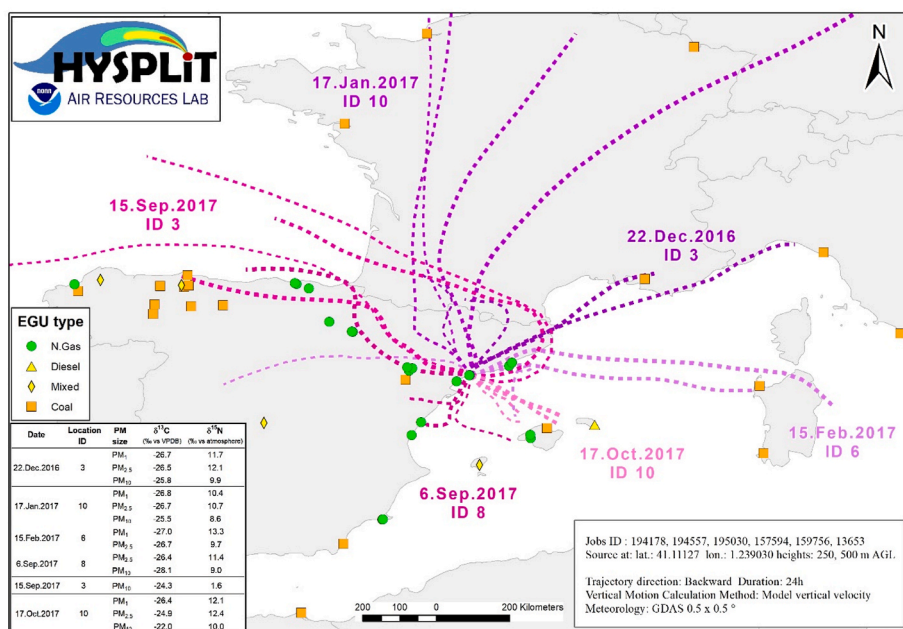 HYSPLIT
noaa
AIR RESOURCES LAB
N
17.Jan.2017
ID 10
15.Sep.2017
ID 3
22.Dec.2016
ID 3
EGU type
N.Gas
Diesel
Mixed
Coal
15.Feb.2017
ID 6
17.Oct.2017
ID 10
6.Sep.2017
ID 8
Date Location ID PM size δ13C (‰ vs VPDB) δ15N (‰ vs atmosphere)
22.Dec.2016 3 PM1 -26.7 11.7
PM2.5 -26.5 12.1
PM10 -25.8 9.9
17.Jan.2017 10 PM1 -26.8 10.4
PM2.5 -26.7 10.7
PM10 -25.5 8.6
15.Feb.2017 6 PM1 -27.0 13.3
PM2.5 -26.7 9.7
6.Sep.2017 8 PM2.5 -26.4 11.4
PM10 -28.1 9.0
15.Sep.2017 3 PM10 -24.3 1.6
17.Oct.2017 10 PM1 -26.4 12.1
PM2.5 -24.9 12.4
PM10 -22.0 10.0
200 100 0 200 Kilometers
Jobs ID : 194178, 194557, 195030, 157594, 159756, 13653
Source at: lat.: 41.11127 lon.: 1.239030 heights: 250, 500 m AGL
Trajectory direction: Backward Duration: 24h
Vertical Motion Calculation Method: Model vertical velocity
Meteorology: GDAS 0.5 x 0.5 °